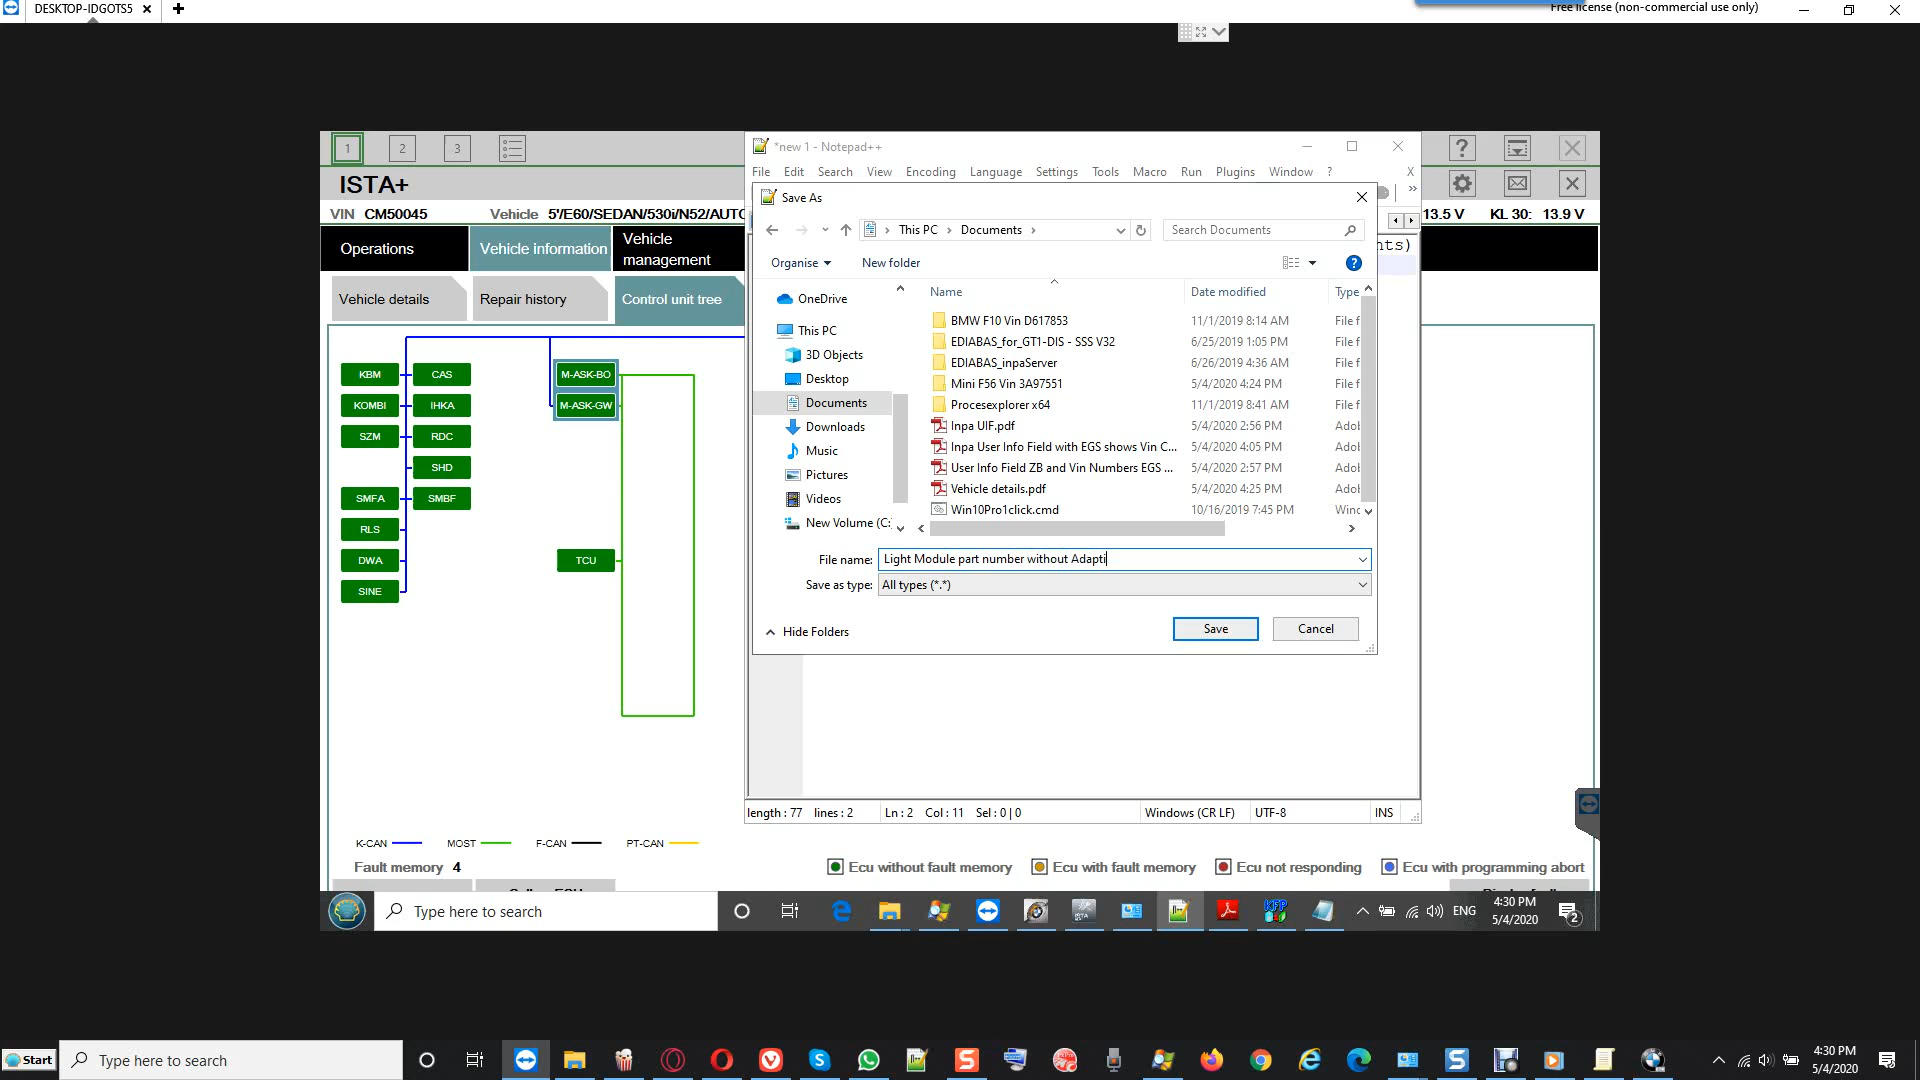 DESKTOP-IDGOTS5
Free license (non-commercial use only)
1 2 3
*new 1 - Notepad++
File Edit Search View Encoding Language Settings Tools Macro Run Plugins Window ? X
ISTA+
Save As
VIN CM50045 Vehicle 5'/E60/SEDAN/530i/N52/AUTO
13.5 V KL 30: 13.9 V
This PC Documents
Search Documents
Operations
Vehicle information
Vehicle management
nts)
Organise New folder
Vehicle details
Repair history
Control unit tree
OneDrive
This PC
3D Objects
Desktop
Documents
Downloads
Music
Pictures
Videos
New Volume (C:
Name Date modified Type
BMW F10 Vin D617853 11/1/2019 8:14 AM File f
EDIABAS_for_GT1-DIS - SSS V32 6/25/2019 1:05 PM File f
EDIABAS_inpaServer 6/26/2019 4:36 AM File f
Mini F56 Vin 3A97551 5/4/2020 4:24 PM File f
Procesexplorer x64 11/1/2019 8:41 AM File f
Inpa UIF.pdf 5/4/2020 2:56 PM Adol
Inpa User Info Field with EGS shows Vin C... 5/4/2020 4:05 PM Adol
User Info Field ZB and Vin Numbers EGS ... 5/4/2020 2:57 PM Adol
Vehicle details.pdf 5/4/2020 4:25 PM Adol
Win10Pro1click.cmd 10/16/2019 7:45 PM Winc
File name: Light Module part number without Adapti
Save as type: All types (*.*)
Hide Folders
Save
Cancel
KBM CAS M-ASK-BO
KOMBI IHKA M-ASK-GW
SZM RDC
SHD
SMFA SMBF
RLS
DWA TCU
SINE
length : 77 lines : 2 Ln : 2 Col : 11 Sel : 0 | 0 Windows (CR LF) UTF-8 INS
K-CAN MOST F-CAN PT-CAN
Fault memory 4
Ecu without fault memory Ecu with fault memory Ecu not responding Ecu with programming abort
Type here to search
ISTA
KFP
ENG
4:30 PM
5/4/2020
2
Start
Type here to search
4:30 PM
5/4/2020